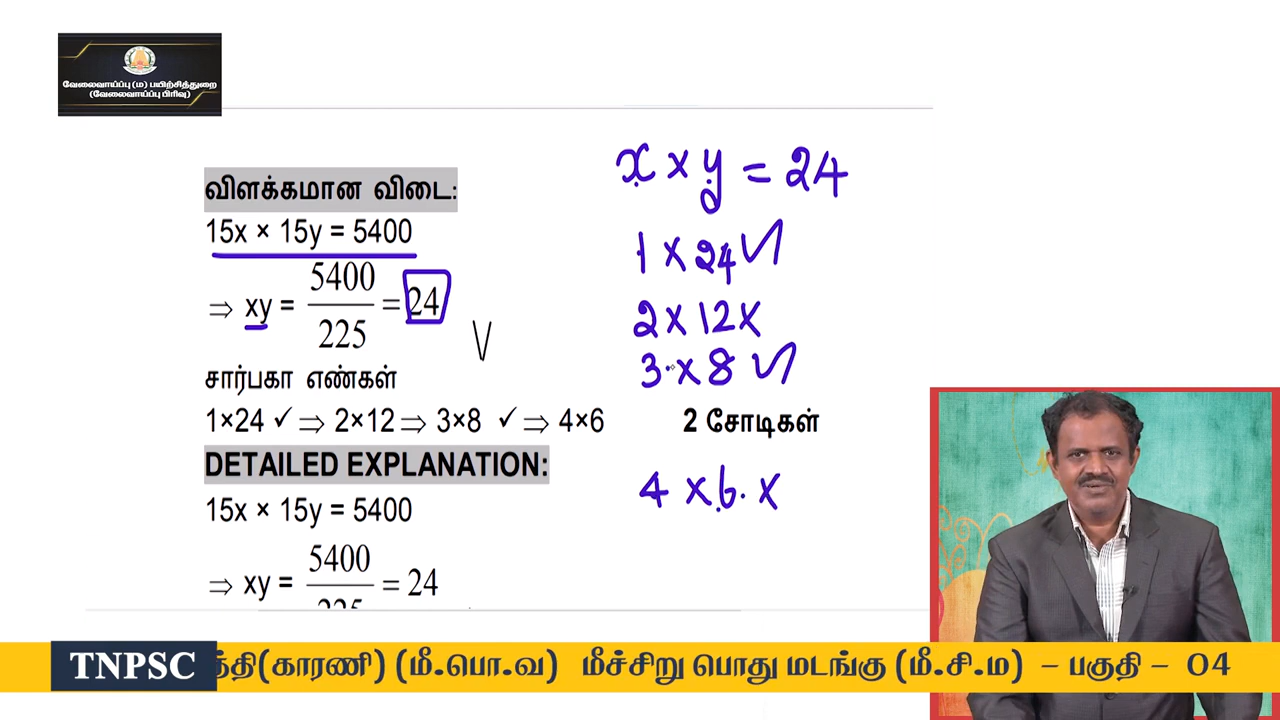 வேலைவாய்ப்பு (ம) பயிற்சித்துறை
(வேலைவாய்ப்பு பிரிவு)
விளக்கமான விடை:
15x × 15y = 5400
⇒ xy = 5400/225 = 24
சார்பகா எண்கள்
1×24 ✓ ⇒ 2×12 ⇒ 3×8 ✓ ⇒ 4×6 2 சோடிகள்
DETAILED EXPLANATION:
15x × 15y = 5400
⇒ xy = 5400/225 = 24
x × y = 24
1 × 24 ✓
2 × 12 ×
3 × 8 ✓
4 × 6 ×
TNPSC
த்தி(காரணி) (மீ.பொ.வ) மீச்சிறு பொது மடங்கு (மீ.சி.ம) – பகுதி – 04